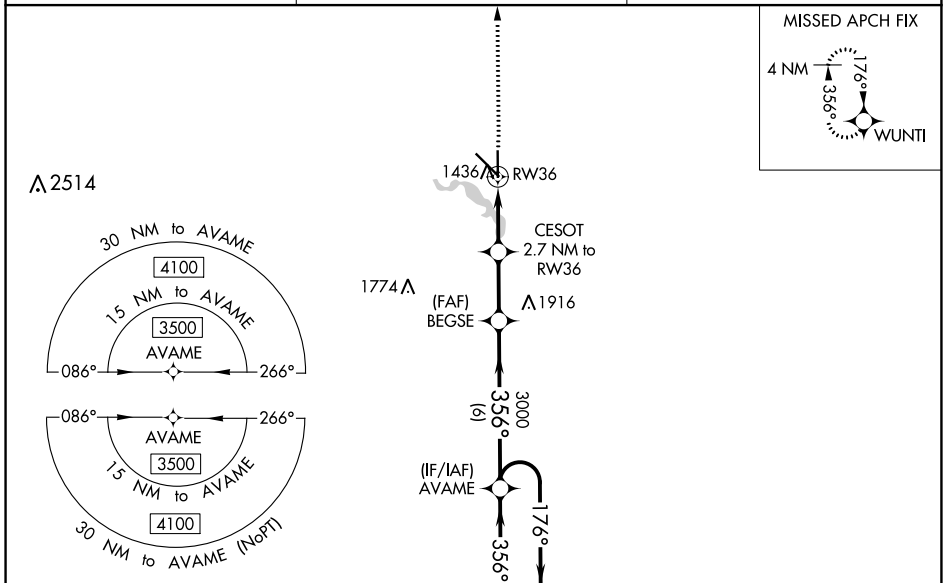 MISSED APCH FIX
4 NM
176°
356°
WUNTI
1436
RW36
2514
CESOT
2.7 NM to
RW36
1774
(FAF)
BEGSE
1916
30 NM to AVAME
4100
15 NM to AVAME
3500
AVAME
086°
266°
086°
266°
AVAME
3500
15 NM to AVAME
4100
30 NM to AVAME (NoPT)
3000
356°
(6)
(IF/IAF)
AVAME
176°
356°